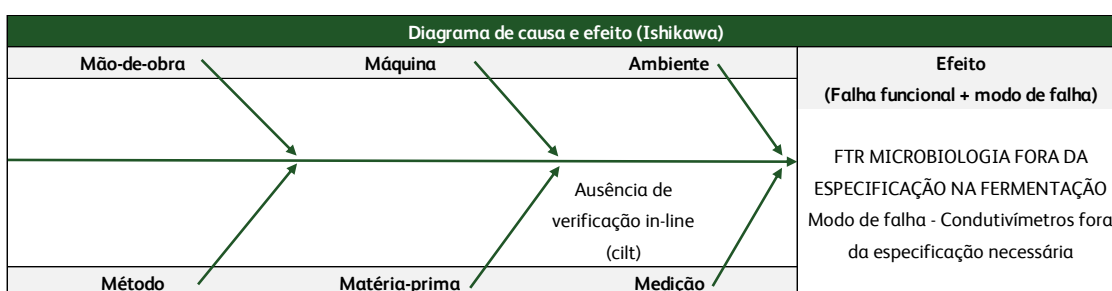 Diagrama de causa e efeito (Ishikawa)
Mão-de-obra
Máquina
Ambiente
Efeito
(Falha funcional + modo de falha)
FTR MICROBIOLOGIA FORA DA
ESPECIFICAÇÃO NA FERMENTAÇÃO
Modo de falha - Condutivímetros fora
da especificação necessária
Ausência de
verificação in-line
(cilt)
Método
Matéria-prima
Medição